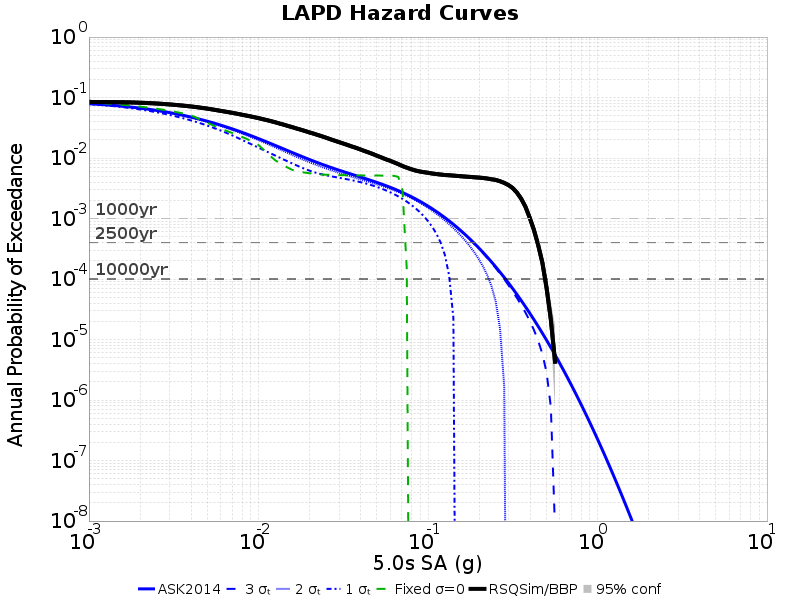 LAPD Hazard Curves
Annual Probability of Exceedance
10^0
10^-1
10^-2
10^-3
10^-4
10^-5
10^-6
10^-7
10^-8
1000yr
2500yr
10000yr
10^-3 10^-2 10^-1 10^0 10^1
5.0s SA (g)
ASK2014 3 σₜ 2 σₜ 1 σₜ Fixed σ=0 RSQSim/BBP 95% conf